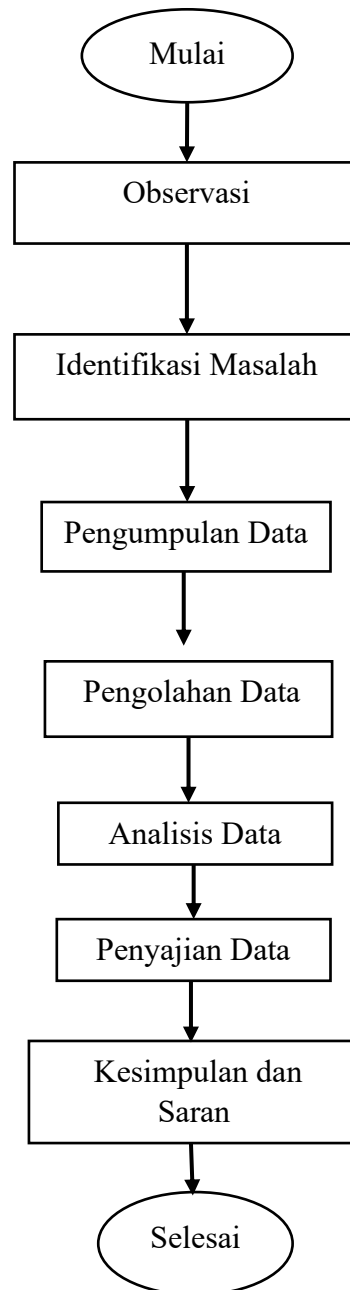 Mulai
Observasi
Identifikasi Masalah
Pengumpulan Data
Pengolahan Data
Analisis Data
Penyajian Data
Kesimpulan dan
Saran
Selesai